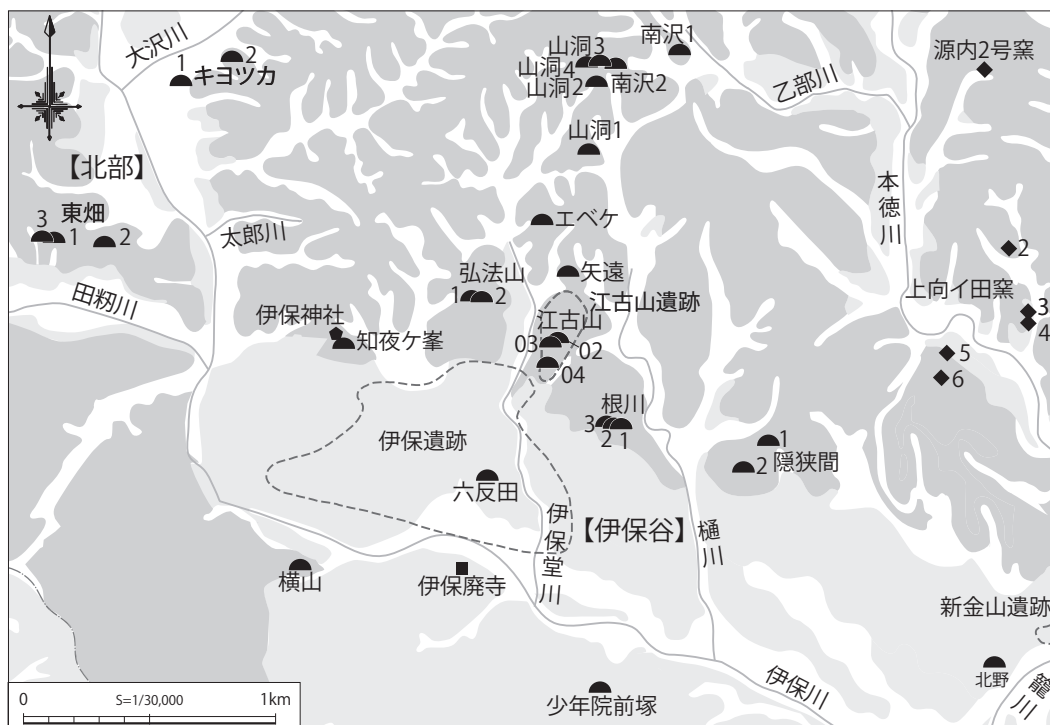 大沢川
1
2
キヨツカ
山洞3
山洞4
山洞2
南沢1
南沢2
乙部川
源内2号窯
山洞1
【北部】
東畑
3
1
2
太郎川
エベケ
本徳川
2
田籾川
弘法山
1
2
矢遠
江古山遺跡
上向イ田窯
3
4
伊保神社
知夜ケ峯
江古山
03
02
04
5
6
根川
3
2
1
伊保遺跡
六反田
1
2
隠狭間
伊保堂川
【伊保谷】
樋川
横山
伊保廃寺
新金山遺跡
北野
籠川
伊保川
少年院前塚
0
S=1/30,000
1km